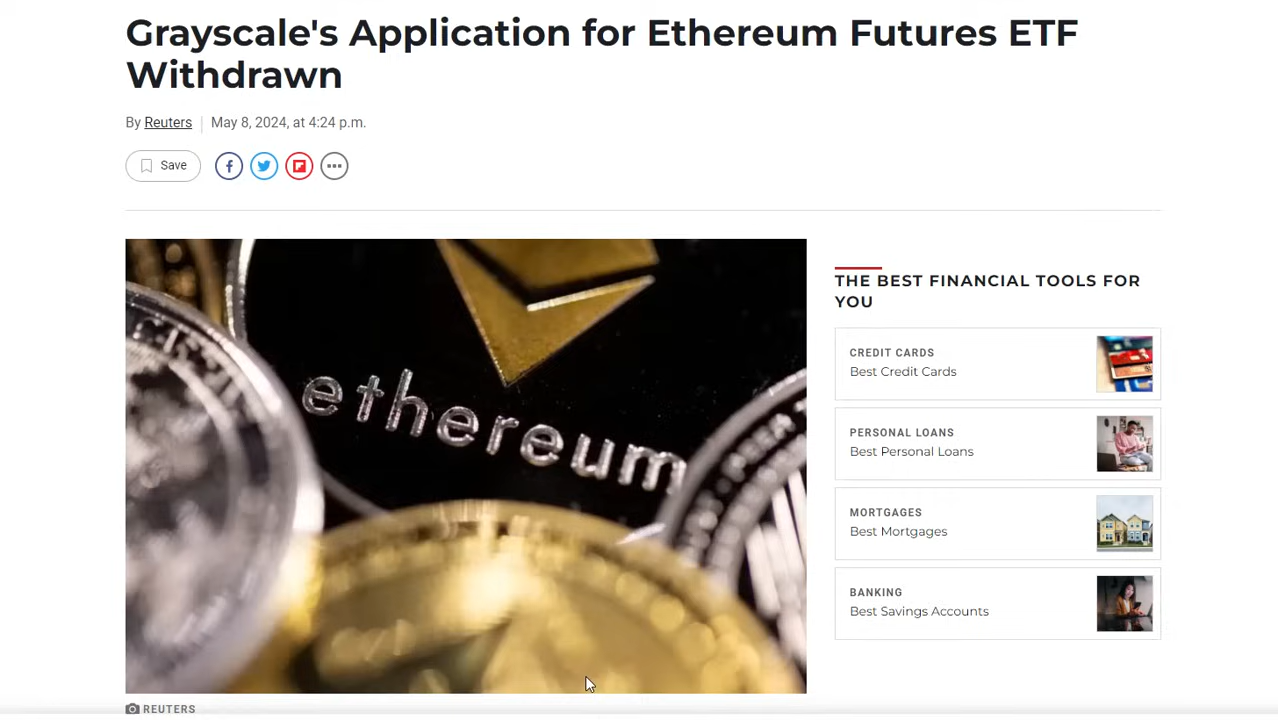 Grayscale's Application for Ethereum Futures ETF
Withdrawn
By Reuters May 8, 2024, at 4:24 p.m.
Save
ethereum
REUTERS
THE BEST FINANCIAL TOOLS FOR
YOU
CREDIT CARDS
Best Credit Cards
PERSONAL LOANS
Best Personal Loans
MORTGAGES
Best Mortgages
BANKING
Best Savings Accounts